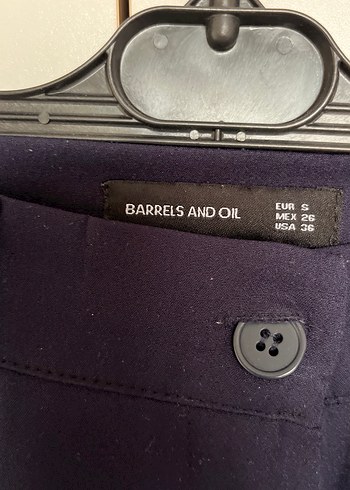 BARRELS AND OIL
EUR S
MEX 26
USA 36